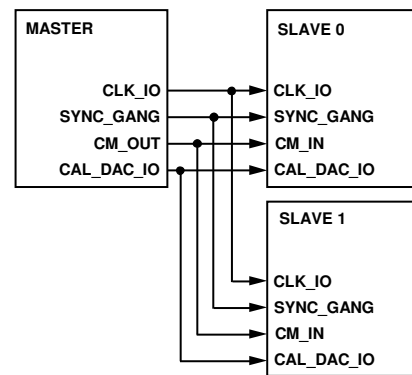 MASTER
CLK_IO
SYNC_GANG
CM_OUT
CAL_DAC_IO
SLAVE 0
CLK_IO
SYNC_GANG
CM_IN
CAL_DAC_IO
SLAVE 1
CLK_IO
SYNC_GANG
CM_IN
CAL_DAC_IO